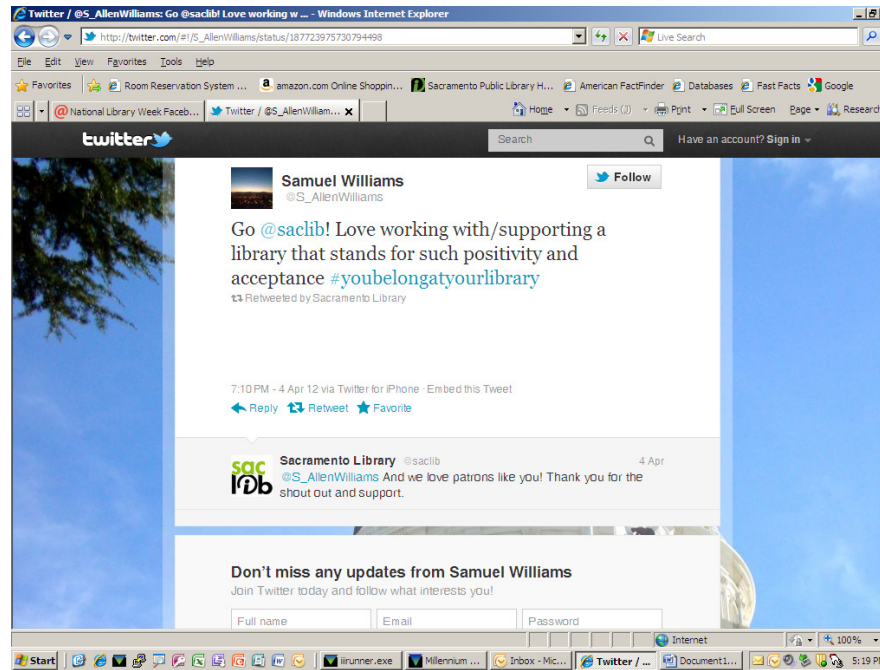 Twitter / @S_AllenWilliams: Go @saclib! Love working w ... - Windows Internet Explorer
http://twitter.com/#!/S_AllenWilliams/status/187723975730794498
Live Search
File Edit View Favorites Tools Help
Favorites Room Reservation System ... amazon.com Online Shoppin... Sacramento Public Library H... American FactFinder Databases Fast Facts Google
National Library Week Faceb... Twitter / @S_AllenWilliam... X Home Feeds (J) Print Full Screen Page Research
twitter Search Have an account? Sign in
Samuel Williams
@S_AllenWilliams
Follow
Go @saclib! Love working with/supporting a
library that stands for such positivity and
acceptance #youbelongatyourlibrary
Retweeted by Sacramento Library
7:10 PM - 4 Apr 12 via Twitter for iPhone · Embed this Tweet
Reply Retweet Favorite
sac
lib
Sacramento Library @saclib 4 Apr
@S_AllenWilliams And we love patrons like you! Thank you for the
shout out and support.
Don't miss any updates from Samuel Williams
Join Twitter today and follow what interests you!
Full name Email Password
Internet 100%
Start iirunner.exe Millennium ... Inbox - Mic... Twitter / ... Document1... 5:19 P